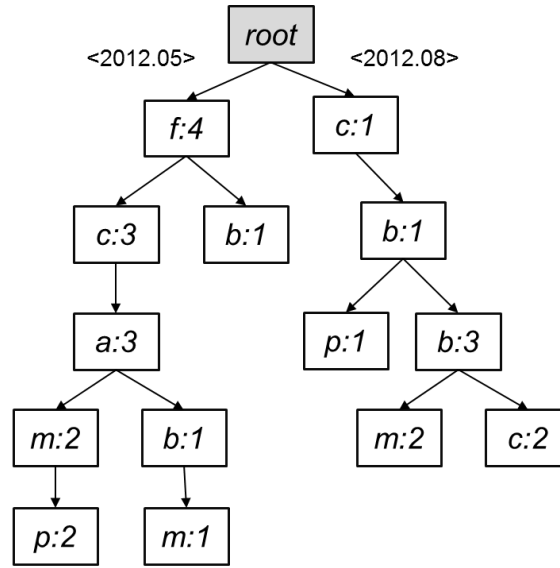 root
<2012.05> <2012.08>
f:4 c:1
c:3 b:1 b:1
a:3 p:1 b:3
m:2 b:1 m:2 c:2
p:2 m:1